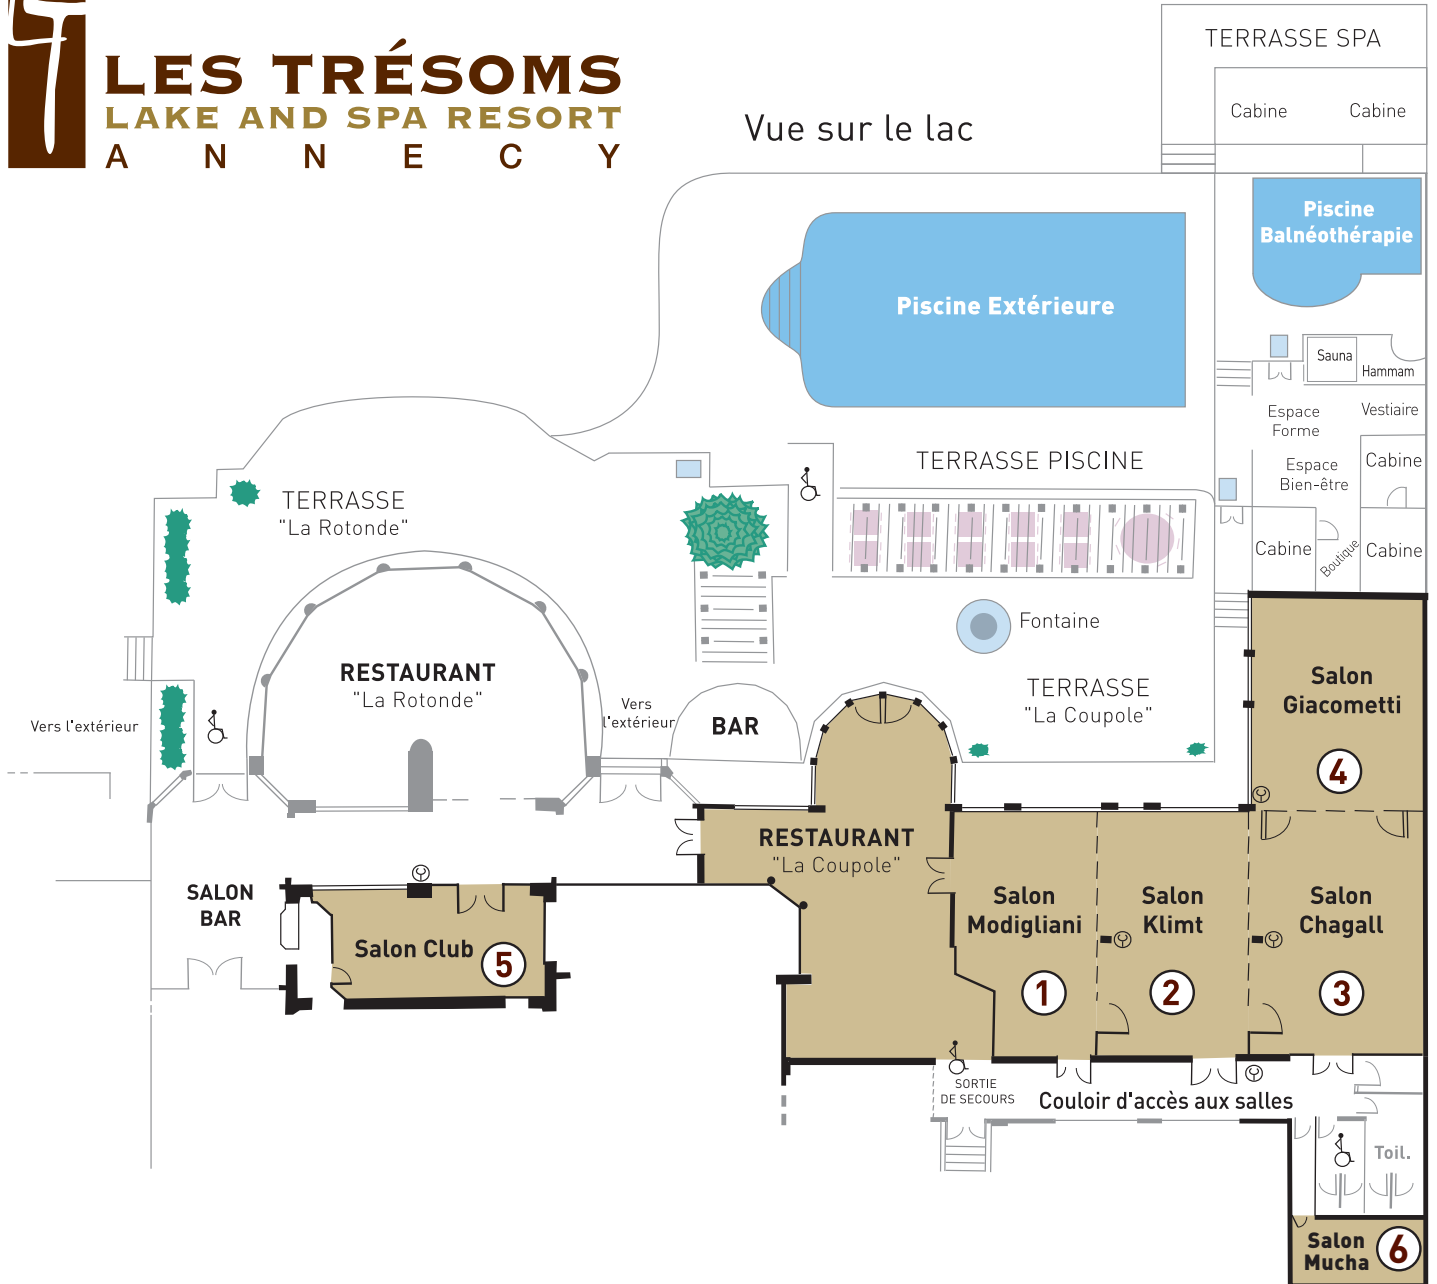 LES TRÉSOMS
LAKE AND SPA RESORT
ANNECY
Vue sur le lac
TERRASSE SPA
Cabine
Cabine
Piscine
Balnéothérapie
Piscine Extérieure
Sauna
Hammam
Espace
Forme
Vestiaire
Espace
Bien-être
Cabine
TERRASSE PISCINE
TERRASSE
"La Rotonde"
Cabine
Boutique
Cabine
Fontaine
RESTAURANT
"La Rotonde"
Vers l'extérieur
Vers
l'extérieur
BAR
TERRASSE
"La Coupole"
Salon
Giacometti
4
RESTAURANT
"La Coupole"
SALON
BAR
Salon Club
5
Salon
Modigliani
1
Salon
Klimt
2
Salon
Chagall
3
SORTIE
DE SECOURS
Couloir d'accès aux salles
Toil.
Salon
Mucha
6